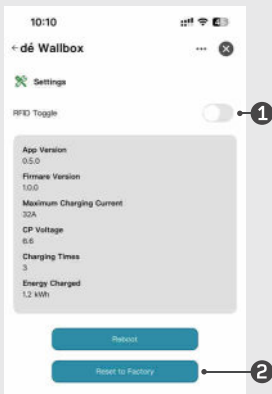 10:10
dé Wallbox
Settings
RFID Toggle
1
App Version
0.5.0
Firmare Version
1.0.0
Maximum Charging Current
32A
CP Voltage
6.6
Charging Times
3
Energy Charged
1.2 kWh
Reboot
Reset to Factory
2